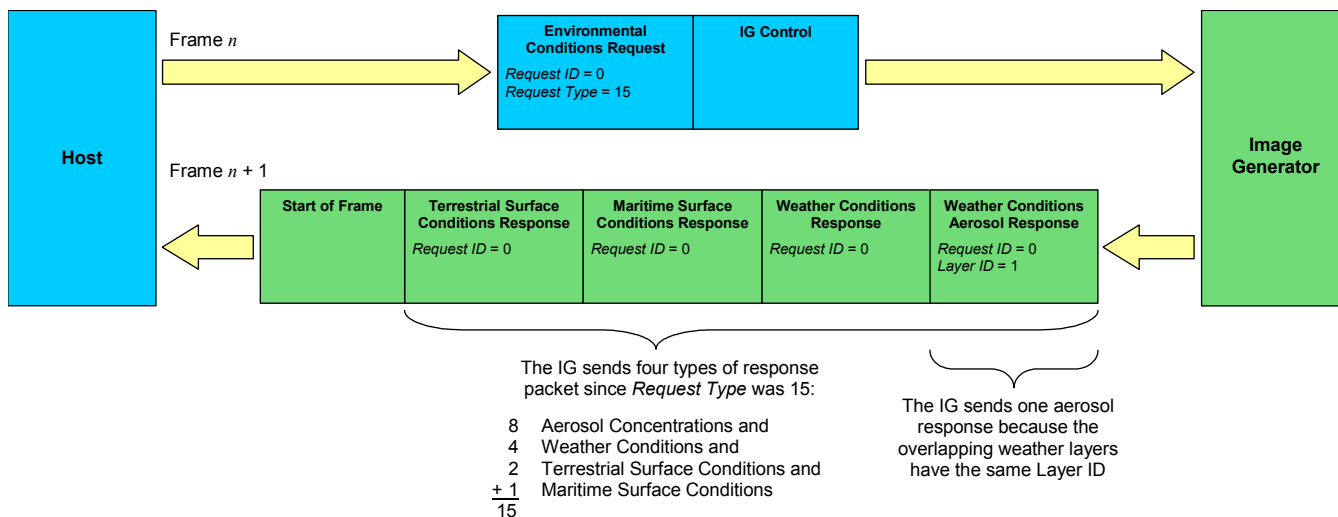 Host
Frame n
Environmental
Conditions Request
Request ID = 0
Request Type = 15
IG Control
Image
Generator
Frame n + 1
Start of Frame
Terrestrial Surface
Conditions Response
Request ID = 0
Maritime Surface
Conditions Response
Request ID = 0
Weather Conditions
Response
Request ID = 0
Weather Conditions
Aerosol Response
Request ID = 0
Layer ID = 1
The IG sends four types of response
packet since Request Type was 15:
8 Aerosol Concentrations and
4 Weather Conditions and
2 Terrestrial Surface Conditions and
+ 1 Maritime Surface Conditions
15
The IG sends one aerosol
response because the
overlapping weather layers
have the same Layer ID